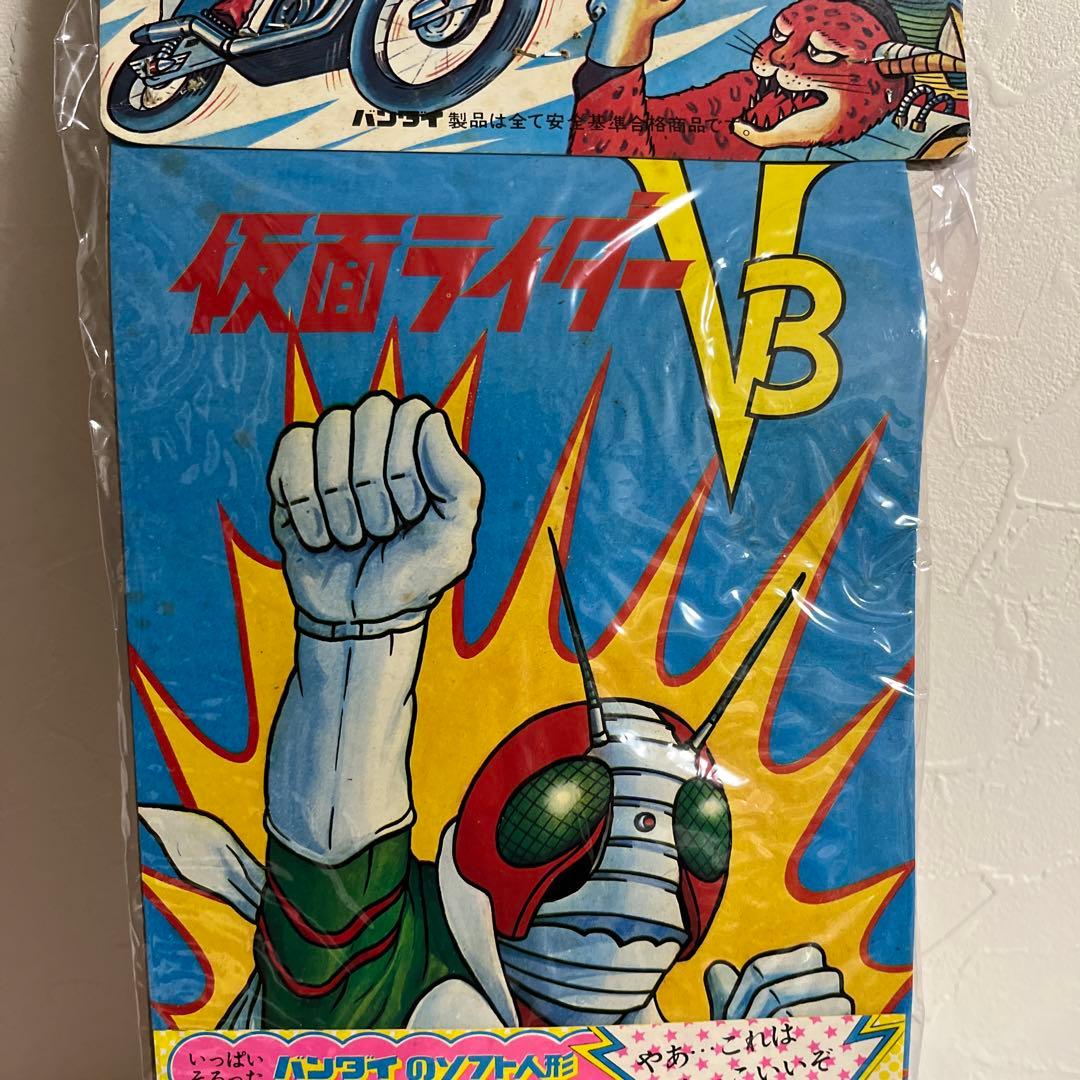 バンダイ 製品は全て安全基準合格商品です
仮面ライダー V3
いっぱい
そろった
バンダイのソフト人形
やあ…これは
いいぞ